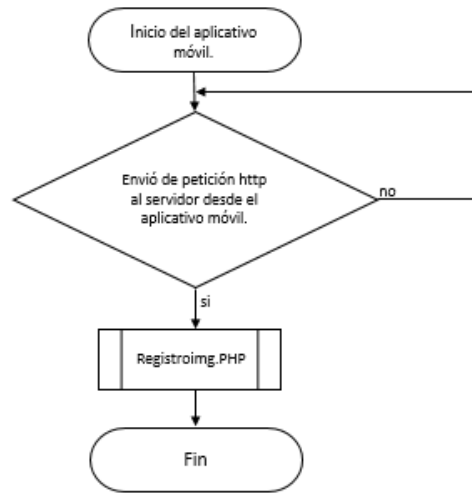 Inicio del aplicativo
móvil.
Envió de petición http
al servidor desde el
aplicativo móvil.
no
si
Registroimg.PHP
Fin